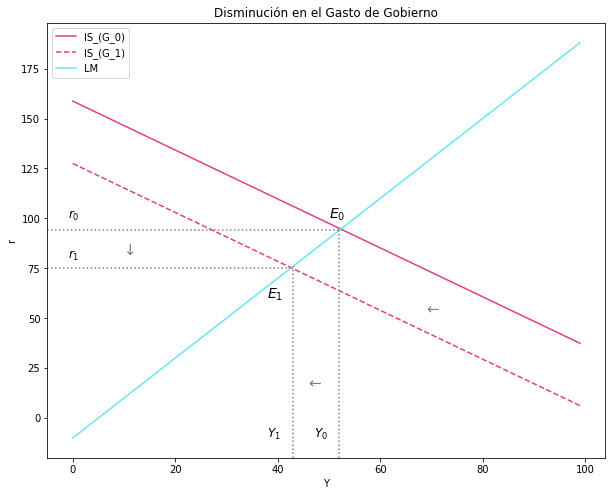 Disminución en el Gasto de Gobierno
IS_(G_0)
IS_(G_1)
LM
175
150
125
100
75
50
25
0
r
r₀
r₁
↓
E₀
E₁
←
←
Y₁
Y₀
0
20
40
60
80
100
Y